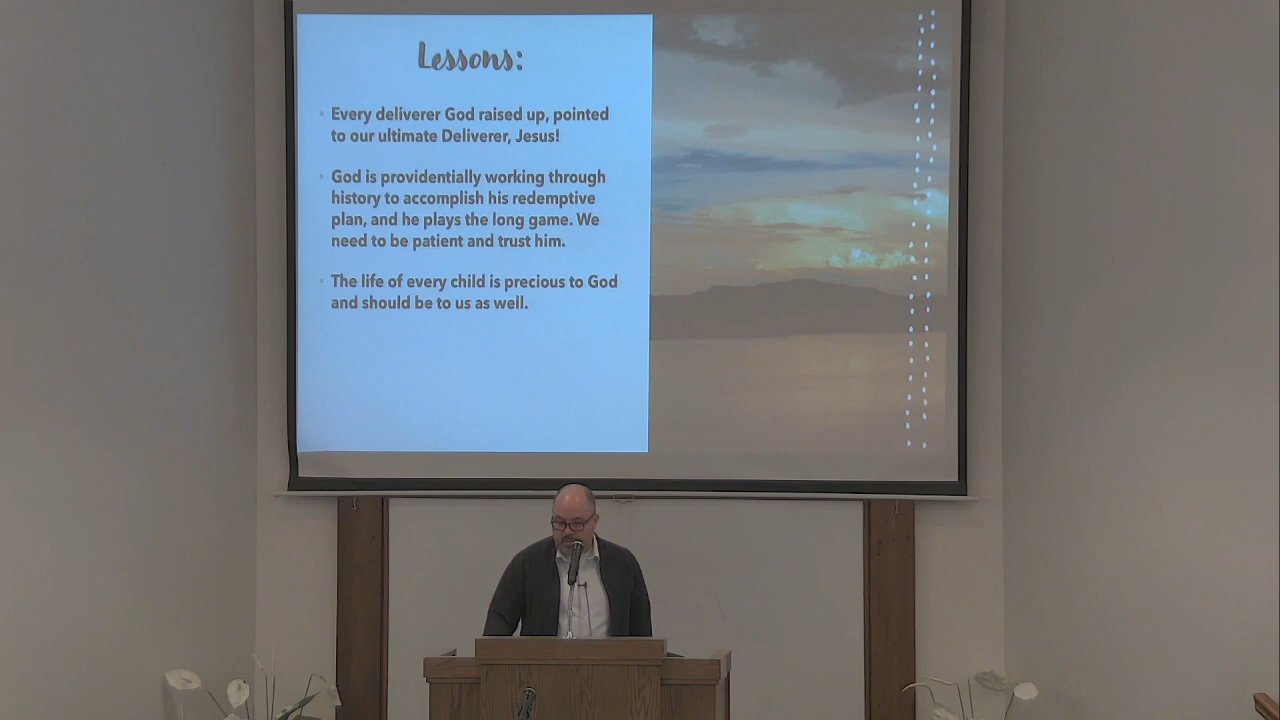 Lessons:
• Every deliverer God raised up, pointed
to our ultimate Deliverer, Jesus!
• God is providentially working through
history to accomplish his redemptive
plan, and he plays the long game. We
need to be patient and trust him.
• The life of every child is precious to God
and should be to us as well.